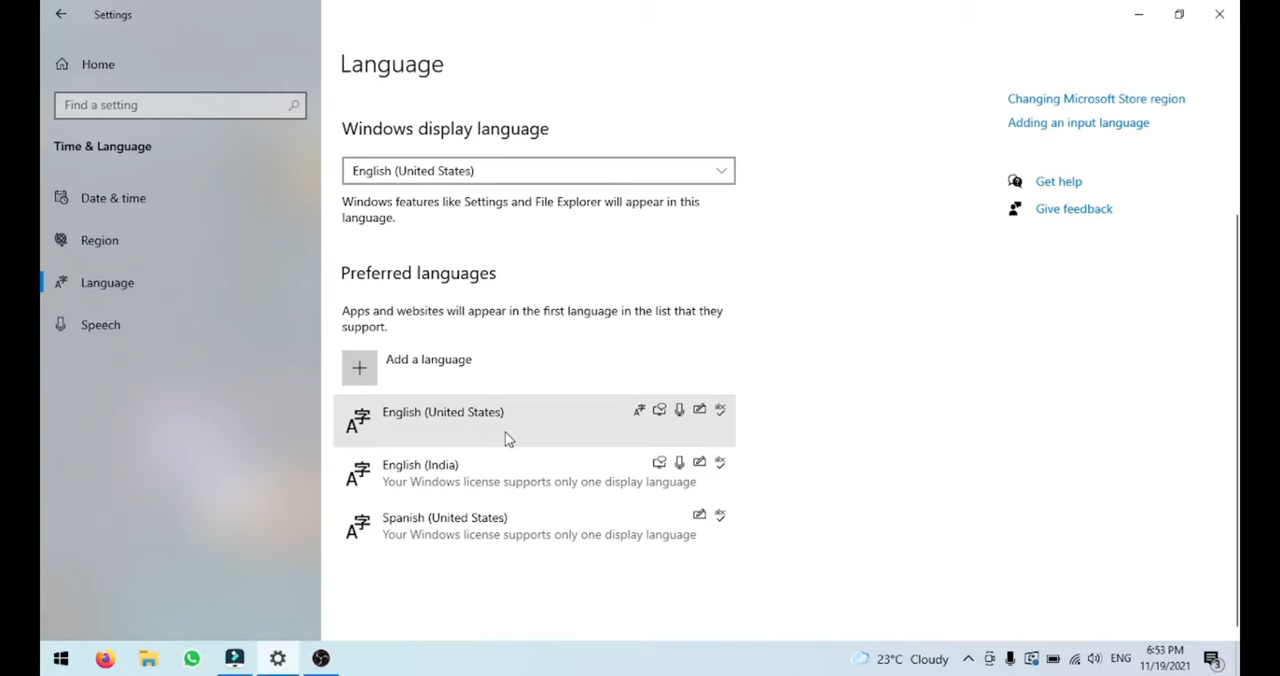 Settings
Home
Find a setting
Time & Language
Date & time
Region
Language
Speech
Language
Windows display language
English (United States)
Windows features like Settings and File Explorer will appear in this
language.
Preferred languages
Apps and websites will appear in the first language in the list that they
support.
Add a language
English (United States)
English (India)
Your Windows license supports only one display language
Spanish (United States)
Your Windows license supports only one display language
Changing Microsoft Store region
Adding an input language
Get help
Give feedback
23°C Cloudy
ENG
6:53 PM
11/19/2021
3